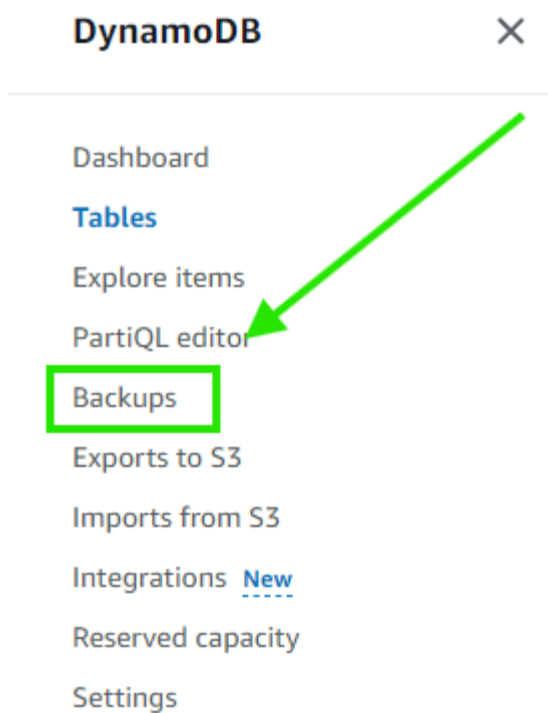 DynamoDB
Dashboard
Tables
Explore items
PartiQL editor
Backups
Exports to S3
Imports from S3
Integrations New
Reserved capacity
Settings